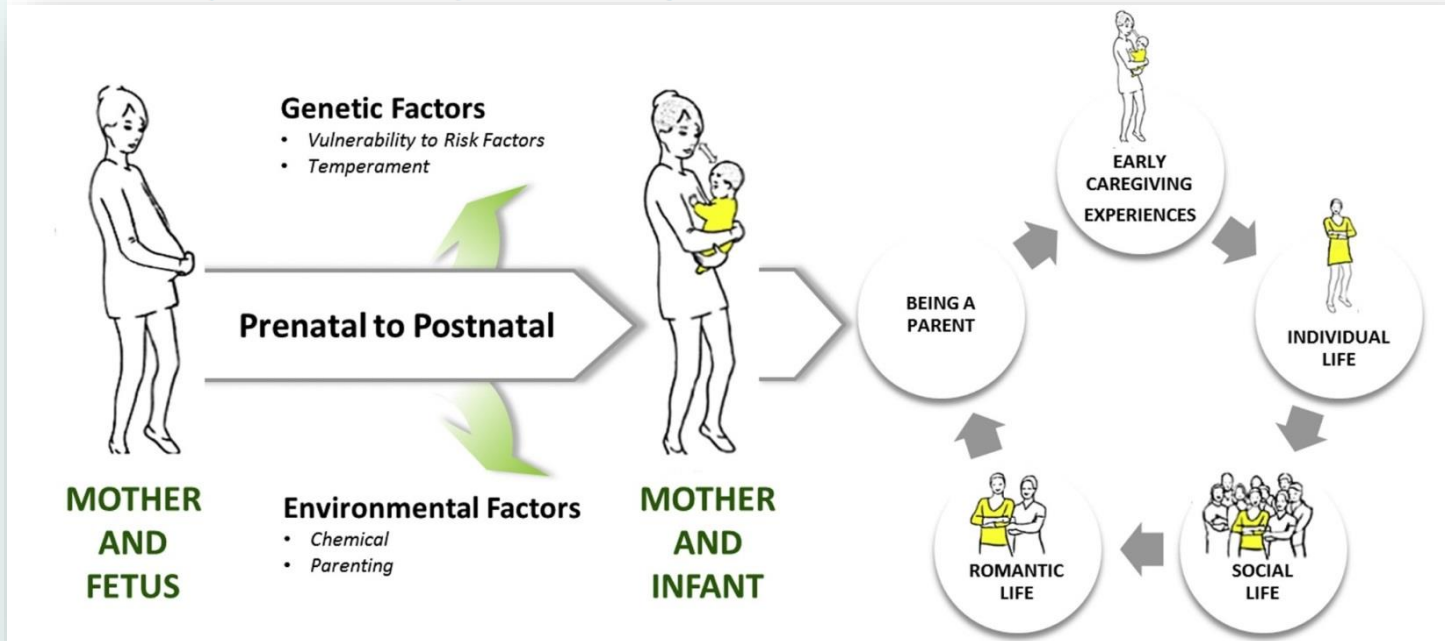 Genetic Factors
• Vulnerability to Risk Factors
• Temperament
Prenatal to Postnatal
Environmental Factors
• Chemical
• Parenting
MOTHER
AND
FETUS
MOTHER
AND
INFANT
EARLY
CAREGIVING
EXPERIENCES
INDIVIDUAL
LIFE
SOCIAL
LIFE
ROMANTIC
LIFE
BEING A
PARENT